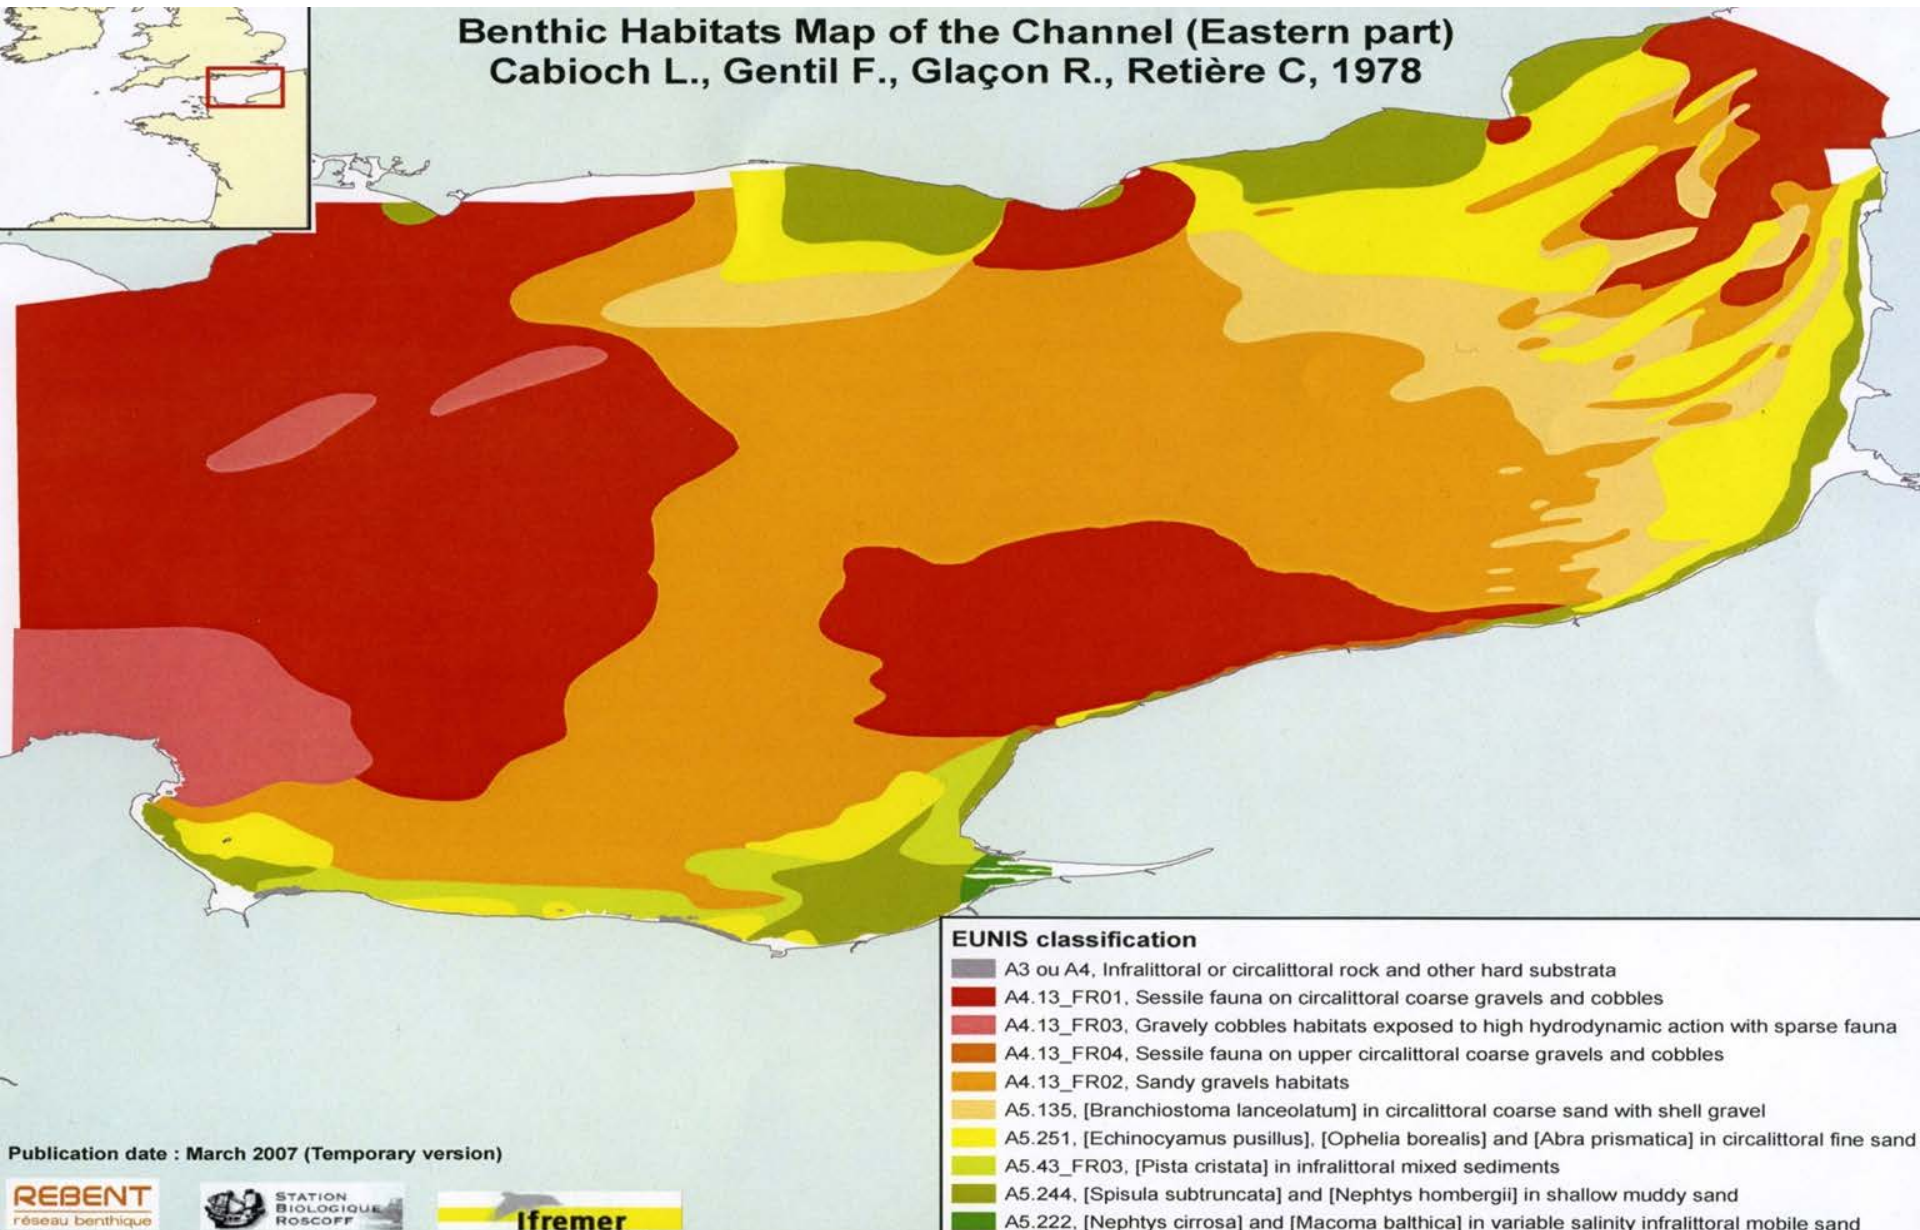 Benthic Habitats Map of the Channel (Eastern part)
Cabioch L., Gentil F., Glaçon R., Retière C, 1978
EUNIS classification
A3 ou A4, Infralittoral or circalittoral rock and other hard substrata
A4.13_FR01, Sessile fauna on circalittoral coarse gravels and cobbles
A4.13_FR03, Gravely cobbles habitats exposed to high hydrodynamic action with sparse fauna
A4.13_FR04, Sessile fauna on upper circalittoral coarse gravels and cobbles
A4.13_FR02, Sandy gravels habitats
A5.135, [Branchiostoma lanceolatum] in circalittoral coarse sand with shell gravel
A5.251, [Echinocyamus pusillus], [Ophelia borealis] and [Abra prismatica] in circalittoral fine sand
A5.43_FR03, [Pista cristata] in infralittoral mixed sediments
A5.244, [Spisula subtruncata] and [Nephtys hombergii] in shallow muddy sand
A5.222, [Nephtys cirrosa] and [Macoma balthica] in variable salinity infralittoral mobile sand
Publication date : March 2007 (Temporary version)
REBENT
réseau benthique
STATION
BIOLOGIQUE
ROSCOFF
Ifremer